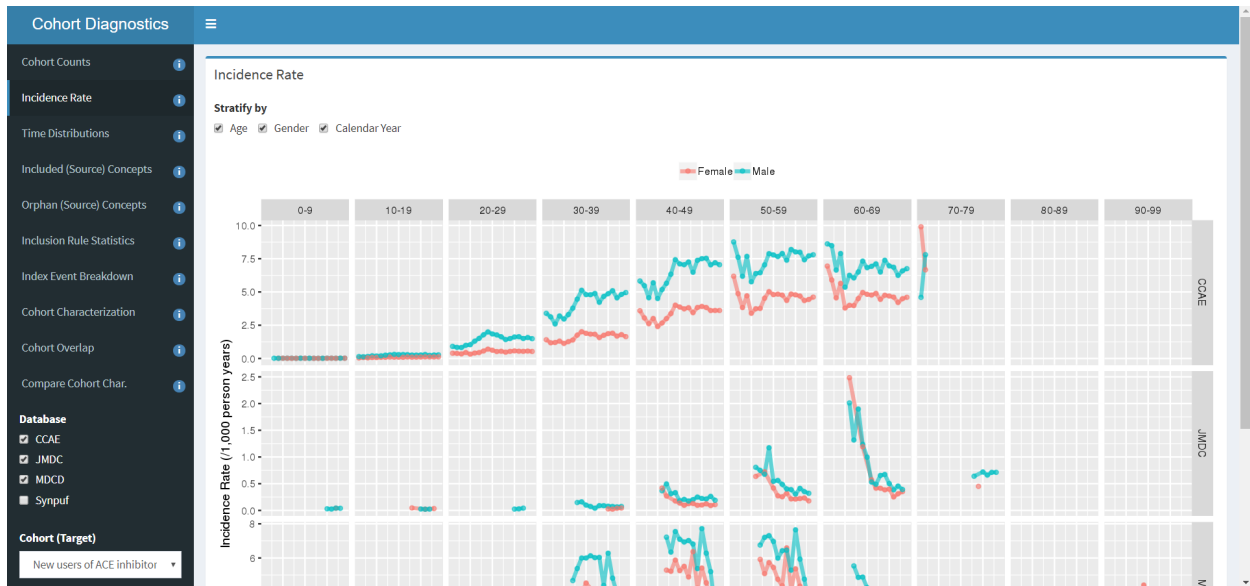 Cohort Diagnostics
Cohort Counts
Incidence Rate
Time Distributions
Included (Source) Concepts
Orphan (Source) Concepts
Inclusion Rule Statistics
Index Event Breakdown
Cohort Characterization
Cohort Overlap
Compare Cohort Char.
Database
CCAE
JMDC
MDCD
Synpuf
Cohort (Target)
New users of ACE inhibitor
Incidence Rate
Stratify by
Age Gender Calendar Year
Female Male
0-9 10-19 20-29 30-39 40-49 50-59 60-69 70-79 80-89 90-99
Incidence Rate (/1,000 person years)
10.0
7.5
5.0
2.5
0.0
CCAE
2.5
2.0
1.5
1.0
0.5
0.0
JMDC
8
6